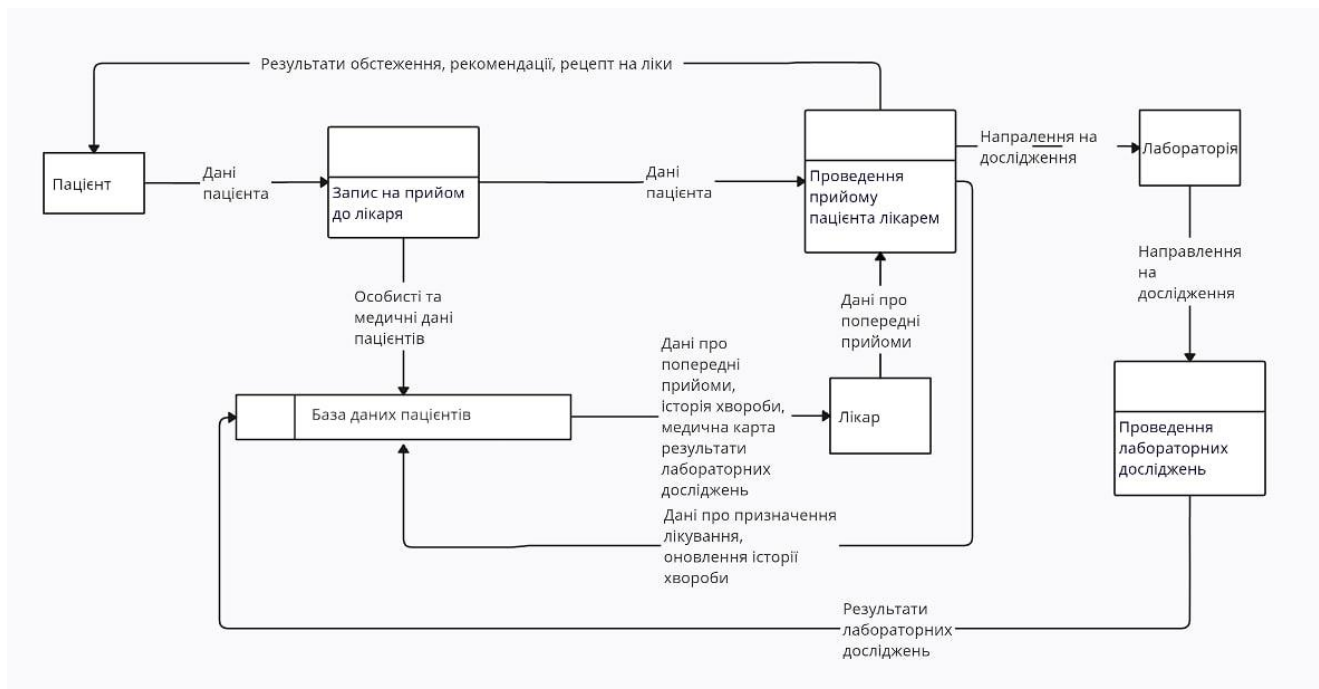 Результати обстеження, рекомендації, рецепт на ліки
Пацієнт
Дані
пацієнта
Запис на прийом
до лікаря
Дані
пацієнта
Проведення
прийому
пацієнта лікарем
Напралення на
дослідження
Лабораторія
Направлення
на
дослідження
Особисті та
медичні дані
пацієнтів
Дані про
попередні
прийоми
Дані про
попередні
прийоми,
історія хвороби,
медична карта
результати
лабораторних
досліджень
База даних пацієнтів
Лікар
Проведення
лабораторних
досліджень
Дані про призначення
лікування,
оновлення історії
хвороби
Результати
лабораторних
досліджень